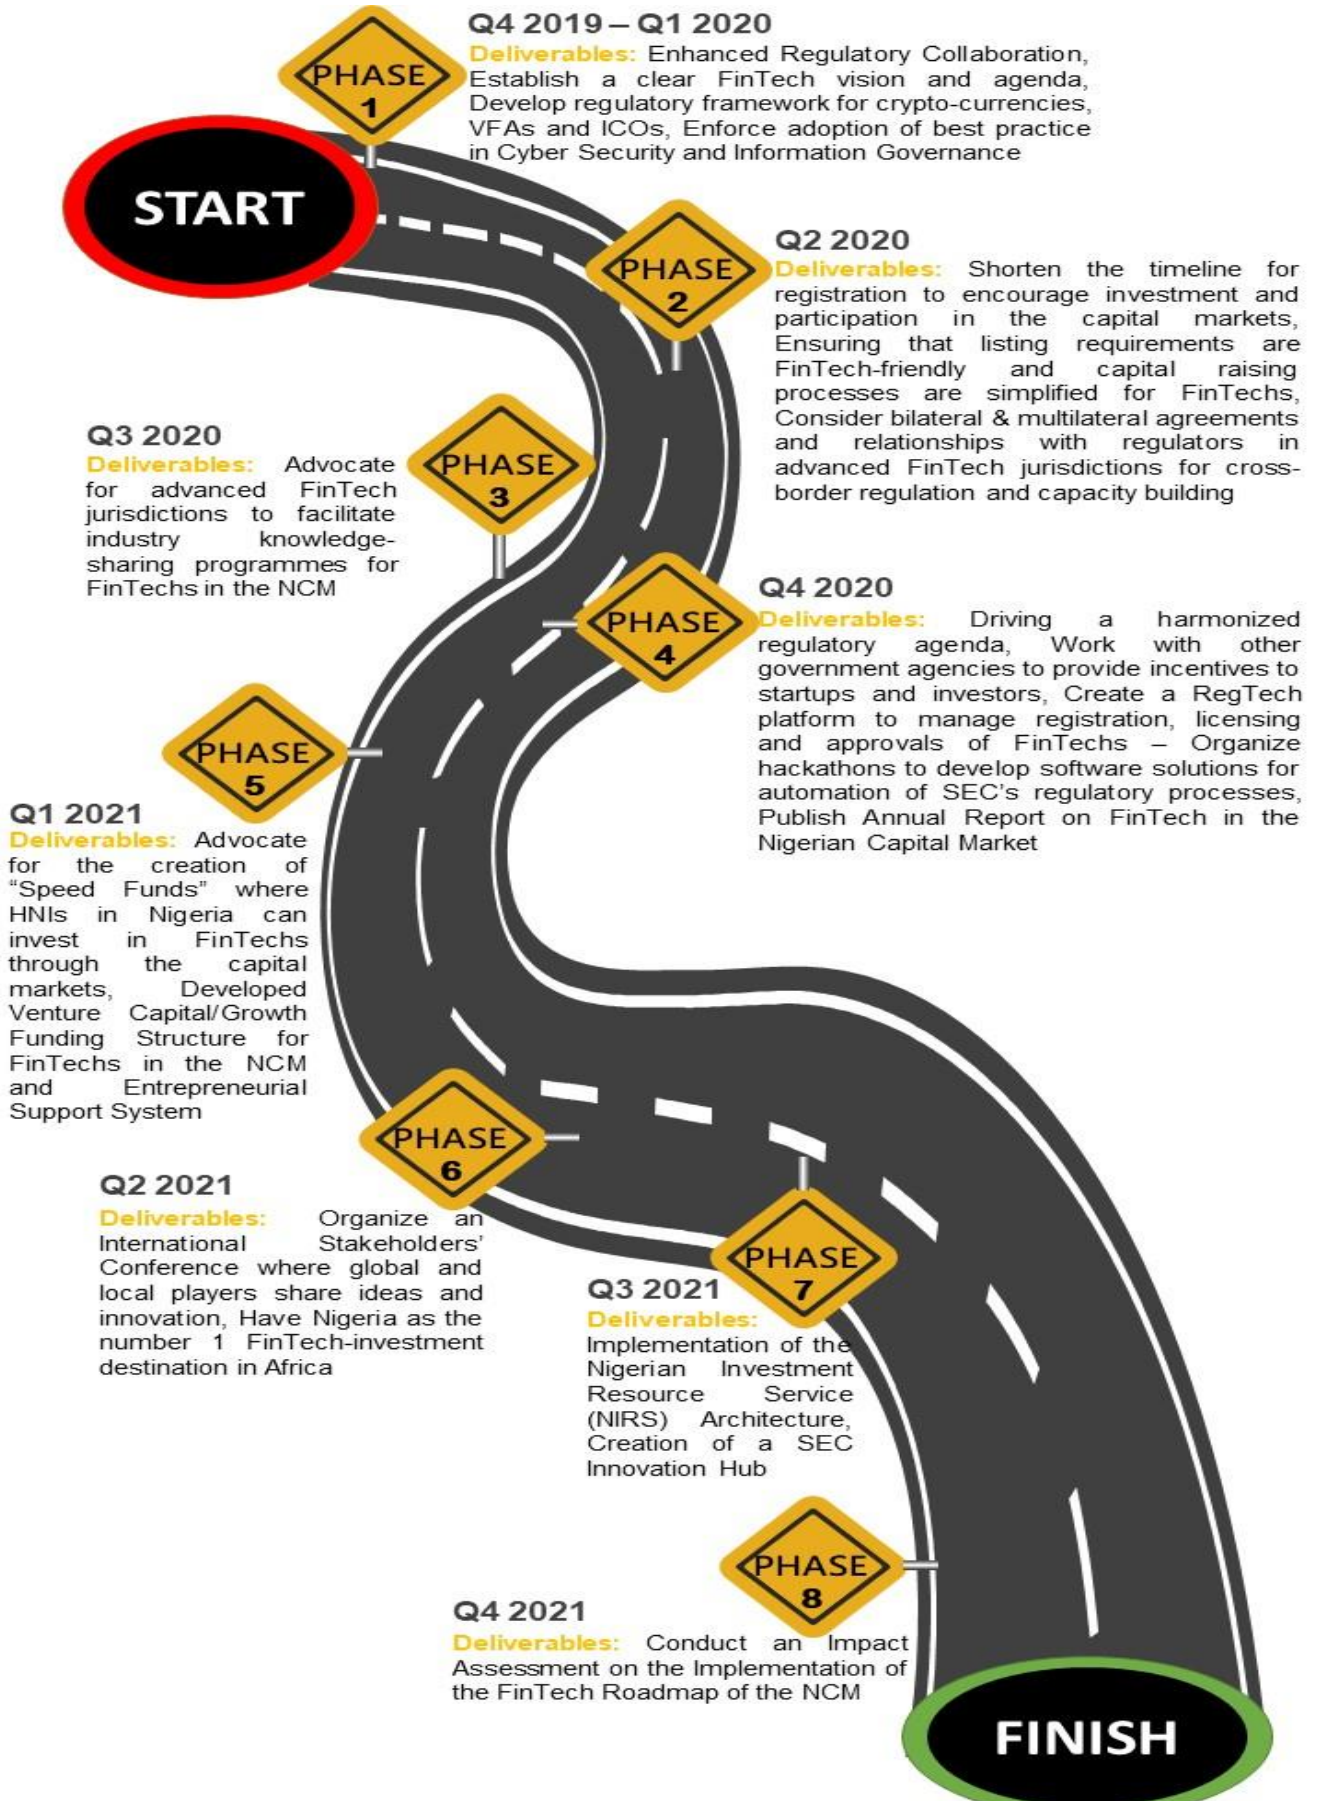 PHASE
1
Q4 2019 – Q1 2020
Deliverables: Enhanced Regulatory Collaboration,
Establish a clear FinTech vision and agenda,
Develop regulatory framework for crypto-currencies,
VFAs and ICOs, Enforce adoption of best practice
in Cyber Security and Information Governance
START
PHASE
2
Q2 2020
Deliverables: Shorten the timeline for
registration to encourage investment and
participation in the capital markets,
Ensuring that listing requirements are
FinTech-friendly and capital raising
processes are simplified for FinTechs,
Consider bilateral & multilateral agreements
and relationships with regulators in
advanced FinTech jurisdictions for cross-
border regulation and capacity building
PHASE
3
Q3 2020
Deliverables: Advocate
for advanced FinTech
jurisdictions to facilitate
industry knowledge-
sharing programmes for
FinTechs in the NCM
PHASE
4
Q4 2020
Deliverables: Driving a harmonized
regulatory agenda, Work with other
government agencies to provide incentives to
startups and investors, Create a RegTech
platform to manage registration, licensing
and approvals of FinTechs – Organize
hackathons to develop software solutions for
automation of SEC's regulatory processes,
Publish Annual Report on FinTech in the
Nigerian Capital Market
PHASE
5
Q1 2021
Deliverables: Advocate
for the creation of
“Speed Funds” where
HNIs in Nigeria can
invest in FinTechs
through the capital
markets, Developed
Venture Capital/Growth
Funding Structure for
FinTechs in the NCM
and Entrepreneurial
Support System
PHASE
6
Q2 2021
Deliverables: Organize an
International Stakeholders’
Conference where global and
local players share ideas and
innovation, Have Nigeria as the
number 1 FinTech-investment
destination in Africa
PHASE
7
Q3 2021
Deliverables:
Implementation of the
Nigerian Investment
Resource Service
(NIRS) Architecture,
Creation of a SEC
Innovation Hub
PHASE
8
Q4 2021
Deliverables: Conduct an Impact
Assessment on the Implementation of
the FinTech Roadmap of the NCM
FINISH